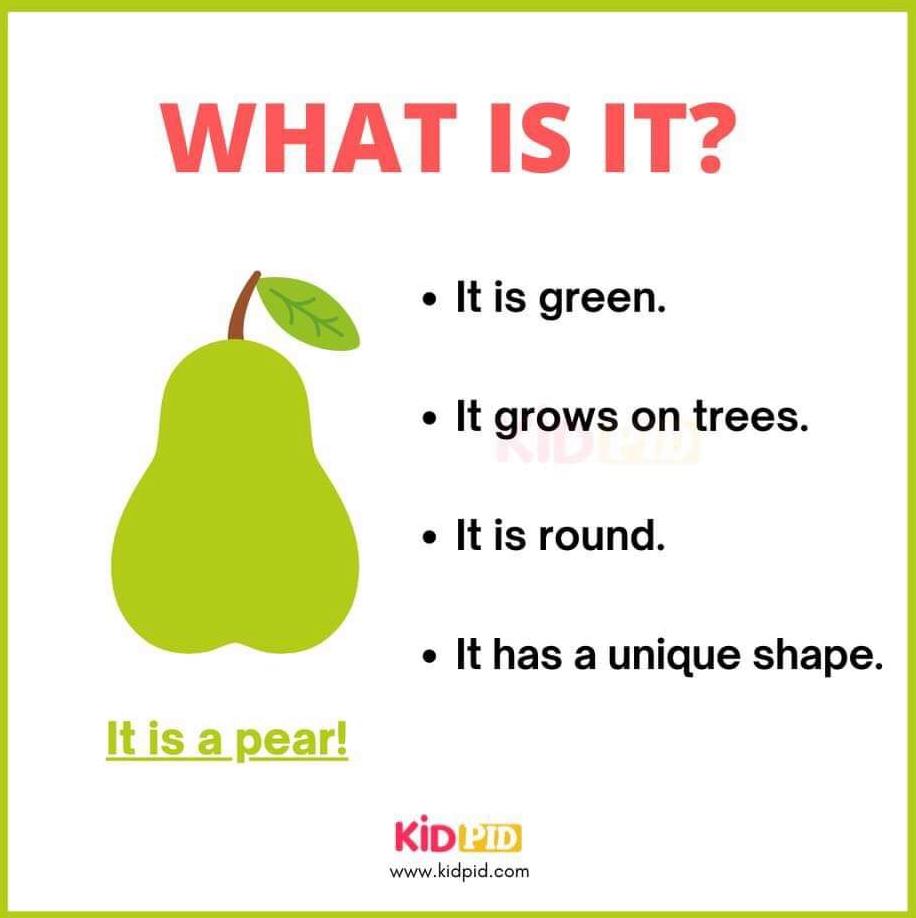 WHAT IS IT?
• It is green.
• It grows on trees.
KIDPID
• It is round.
• It has a unique shape.
It is a pear!
KiDPID
www.kidpid.com